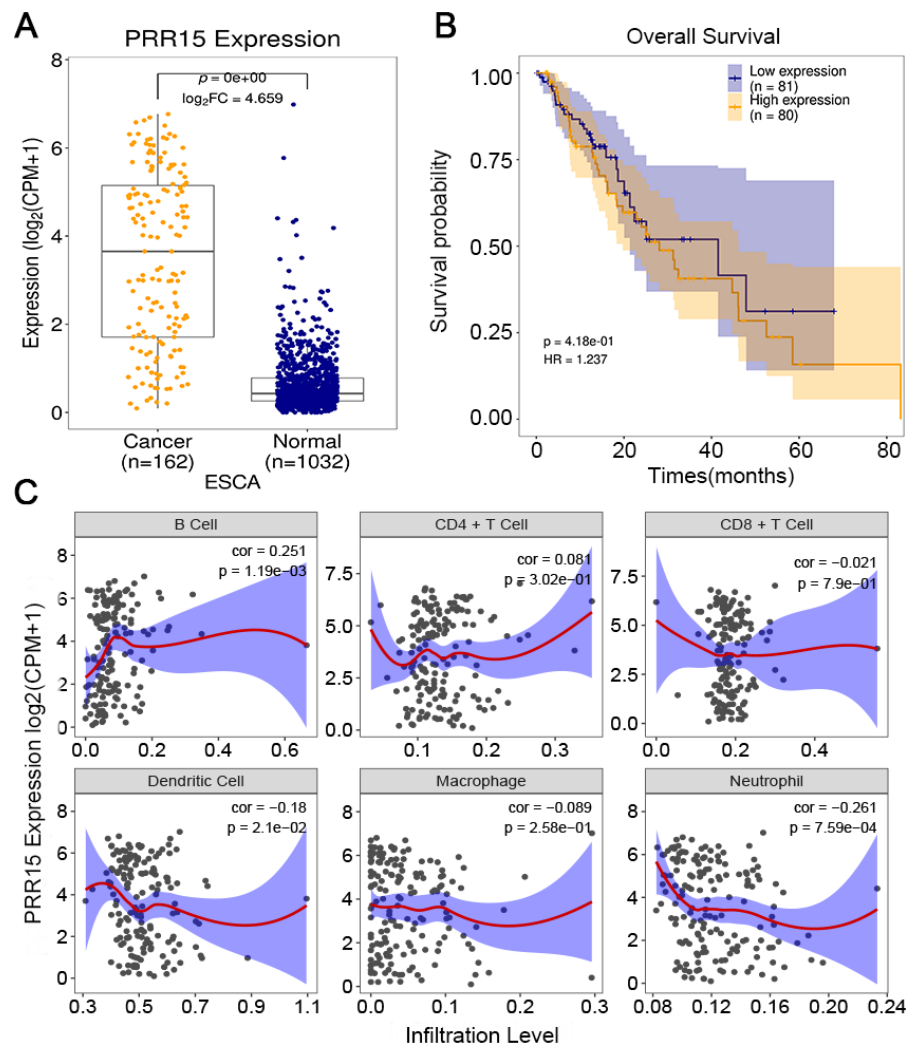 A
PRR15 Expression
p = 0e+00
log2FC = 4.659
Expression (log2(CPM+1)
8
6
4
2
0
Cancer
(n=162)
Normal
(n=1032)
ESCA
B
Overall Survival
Low expression
(n = 81)
High expression
(n = 80)
Survival probability
1.00
0.75
0.50
0.25
0.00
p = 4.18e-01
HR = 1.237
0 20 40 60 80
Times(months)
C
PRR15 Expression log2(CPM+1)
B Cell
cor = 0.251
p = 1.19e−03
8
6
4
2
0
0.0 0.2 0.4 0.6
CD4 + T Cell
cor = 0.081
p = 3.02e−01
7.5
5.0
2.5
0.0
0.1 0.2 0.3
CD8 + T Cell
cor = −0.021
p = 7.9e−01
7.5
5.0
2.5
0.0
0.0 0.2 0.4
Dendritic Cell
cor = −0.18
p = 2.1e−02
8
6
4
2
0
0.3 0.5 0.7 0.9 1.1
Macrophage
cor = −0.089
p = 2.58e−01
8
6
4
2
0
0.0 0.1 0.2 0.3
Neutrophil
cor = −0.261
p = 7.59e−04
8
6
4
2
0
0.08 0.12 0.16 0.20 0.24
Infiltration Level